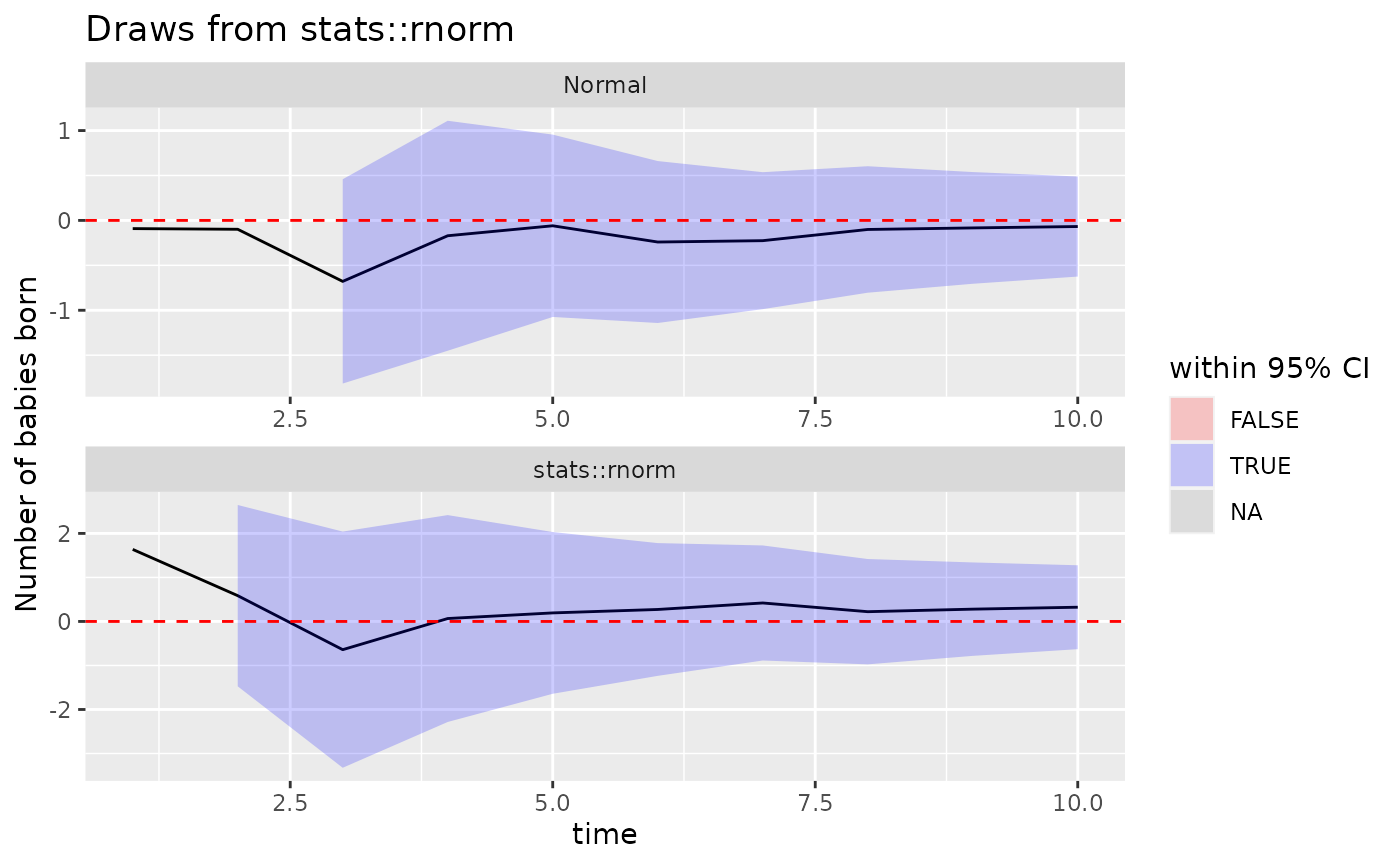 Draws from stats::rnorm
Normal
1
0
-1
2.5 5.0 7.5 10.0
stats::rnorm
2
0
-2
2.5 5.0 7.5 10.0
time
Number of babies born
within 95% CI
FALSE
TRUE
NA